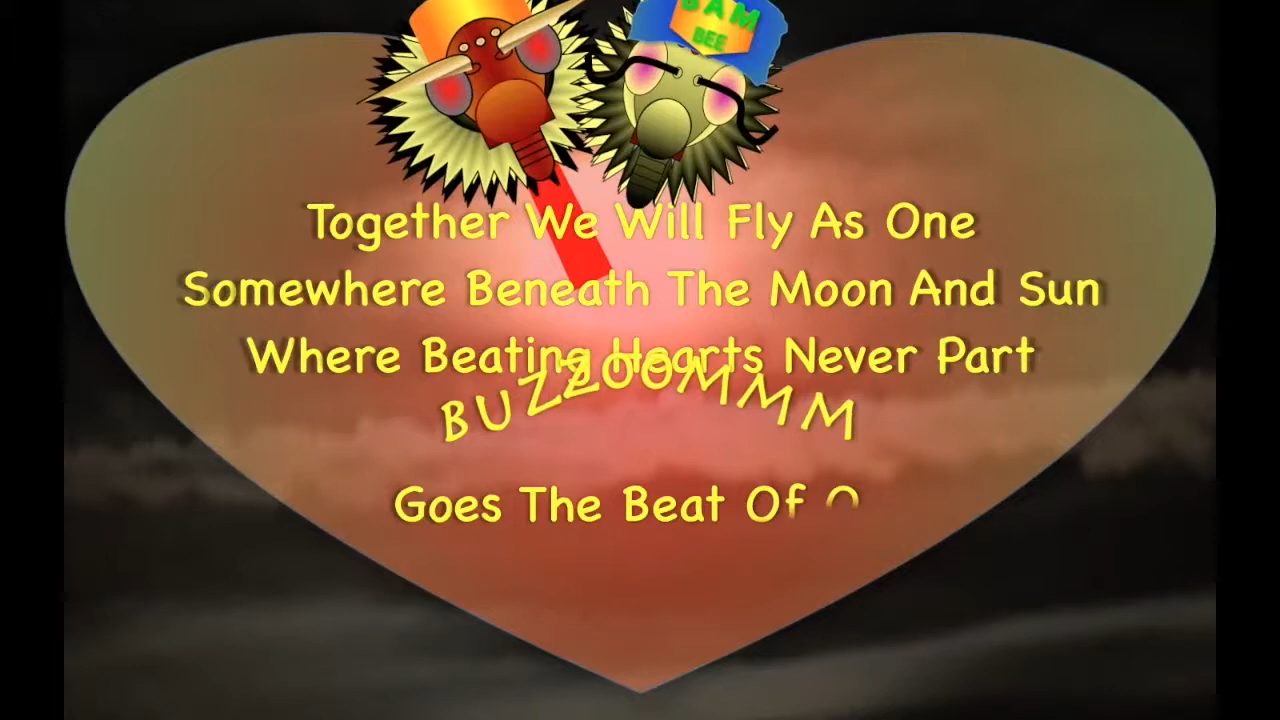 BAM
BEE
Together We Will Fly As One
Somewhere Beneath The Moon And Sun
Where Beating Hearts Never Part
BUZZOOMMM
Goes The Beat Of